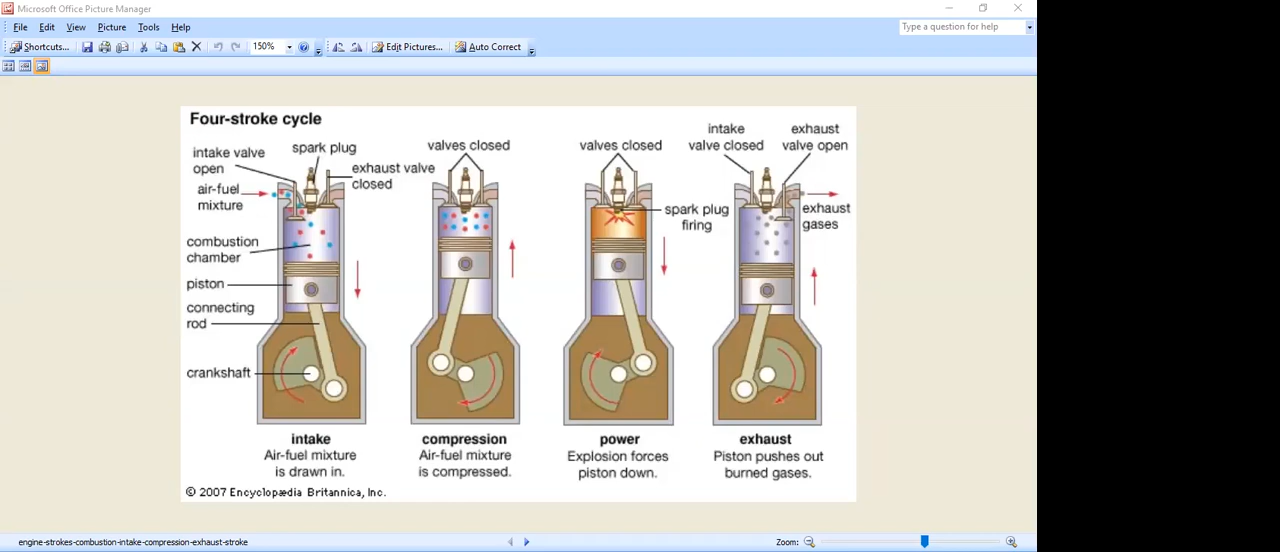 Microsoft Office Picture Manager
File Edit View Picture Tools Help
Type a question for help
Shortcuts...
150%
Edit Pictures...
Auto Correct
Four-stroke cycle
intake valve
open
spark plug
exhaust valve
closed
air-fuel
mixture
combustion
chamber
piston
connecting
rod
crankshaft
valves closed
valves closed
spark plug
firing
intake
valve closed
exhaust
valve open
exhaust
gases
intake
Air-fuel mixture
is drawn in.
compression
Air-fuel mixture
is compressed.
power
Explosion forces
piston down.
exhaust
Piston pushes out
burned gases.
© 2007 Encyclopædia Britannica, Inc.
engine-strokes-combustion-intake-compression-exhaust-stroke
Zoom: